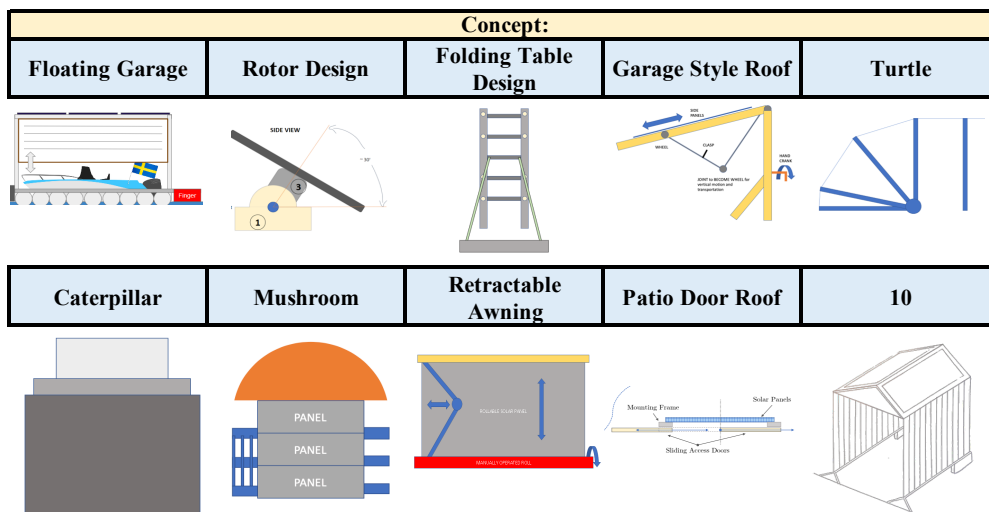 Concept:
Floating Garage
Rotor Design
Folding Table
Design
Garage Style Roof
Turtle
Finger
SIDE VIEW
~ 30°
3
1
SIDE
PANELS
WHEEL
CLASP
HAND
CRANK
JOINT to BECOME WHEEL for
vertical motion and
transportation
Caterpillar
Mushroom
Retractable
Awning
Patio Door Roof
10
PANEL
PANEL
PANEL
ROLLABLE SOLAR PANEL
MANUALLY OPERATED ROLL
Mounting Frame
Solar Panels
Sliding Access Doors